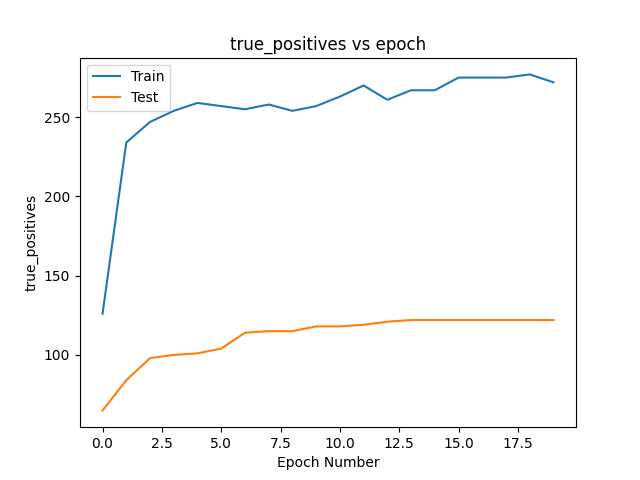 true_positives vs epoch
Train
Test
250
200
150
100
true_positives
0.0 2.5 5.0 7.5 10.0 12.5 15.0 17.5
Epoch Number